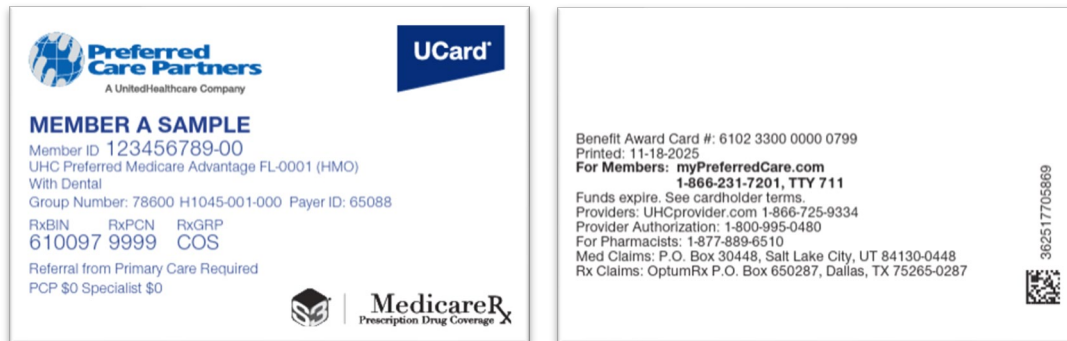 Preferred
Care Partners
A UnitedHealthcare Company
UCard®
MEMBER A SAMPLE
Member ID 123456789-00
UHC Preferred Medicare Advantage FL-0001 (HMO)
With Dental
Group Number: 78600 H1045-001-000 Payer ID: 65088
RxBIN RxPCN RxGRP
610097 9999 COS
Referral from Primary Care Required
PCP $0 Specialist $0
S3
MedicareRx
Prescription Drug Coverage
Benefit Award Card #: 6102 3300 0000 0799
Printed: 11-18-2025
For Members: myPreferredCare.com
1-866-231-7201, TTY 711
Funds expire. See cardholder terms.
Providers: UHCprovider.com 1-866-725-9334
Provider Authorization: 1-800-995-0480
For Pharmacists: 1-877-889-6510
Med Claims: P.O. Box 30448, Salt Lake City, UT 84130-0448
Rx Claims: OptumRx P.O. Box 650287, Dallas, TX 75265-0287
362517705869